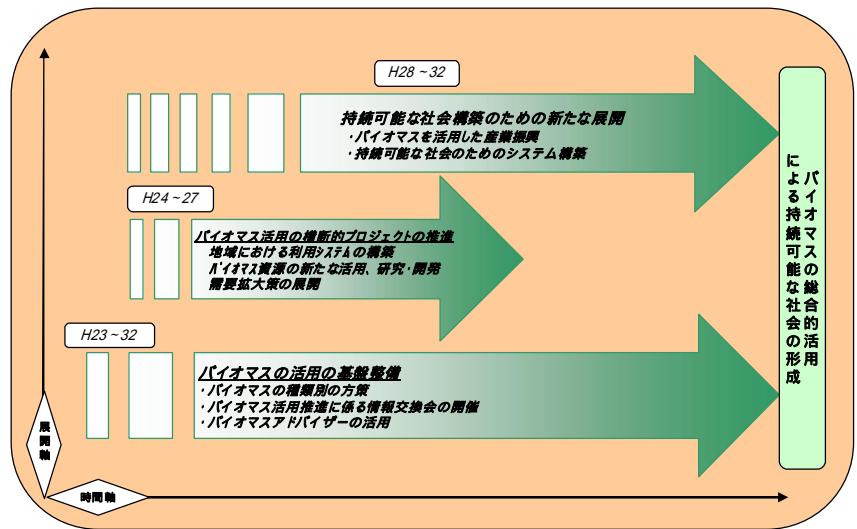 H28~32
持続可能な社会構築のための新たな展開
・バイオマスを活用した産業振興
・持続可能な社会のためのシステム構築
H24~27
バイオマス活用の横断的プロジェクトの推進
地域における利用システムの構築
バイオマス資源の新たな活用、研究・開発
需要拡大策の展開
H23~32
バイオマスの活用の基盤整備
・バイオマスの種類別の方策
・バイオマス活用推進に係る情報交換会の開催
・バイオマスアドバイザーの活用
バイオマスの総合的活用
による持続可能な社会の形成
展開軸
時間軸